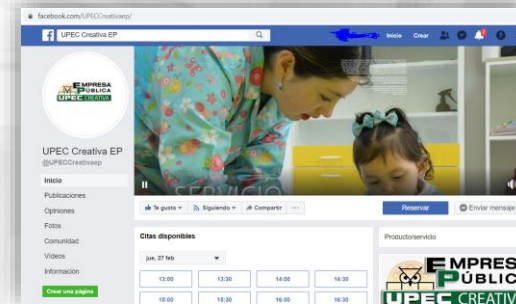 facebook.com/UPECCreativaep/
UPEC Creativa EP
Inicio Crear
EMPRESA
PÚBLICA
UPEC CREATIVA
UPEC Creativa EP
@UPECCreativaep
Inicio
Publicaciones
Opiniones
Fotos
Comunidad
Videos
Información
Crear una página
SERVICIO
Te gusta Siguiendo Compartir ...
Reservar
Enviar mensaje
Citas disponibles
jue, 27 feb
13:00 13:30 14:00 14:30
15:00 15:30 16:00 16:30
Producto/servicio
EMPRES
PÚBLIC
UPEC CREATIV